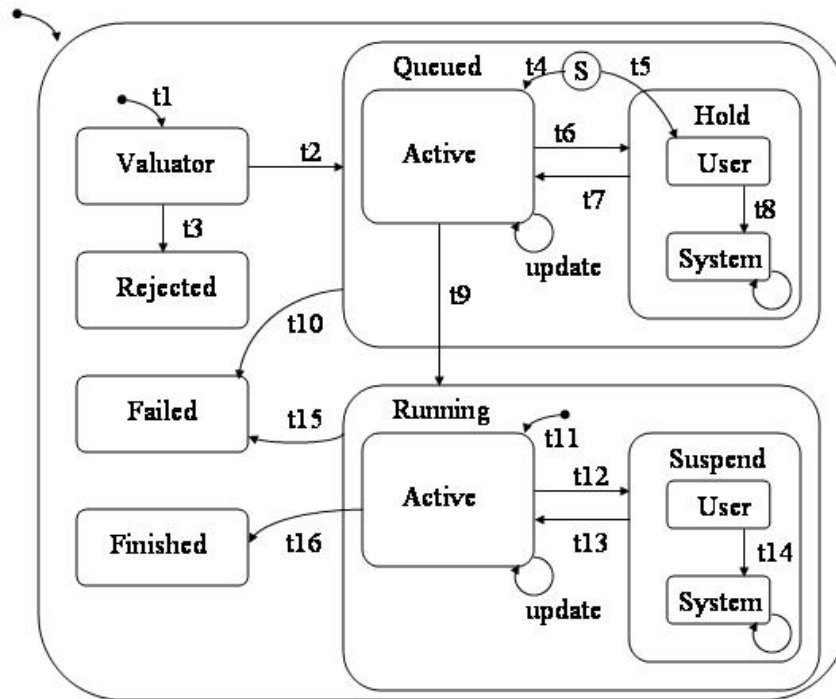 Queued
t4
S
t5
t1
Hold
Valuator
t2
Active
t6
User
t3
t7
t8
Rejected
update
System
t10
t9
Failed
t15
Running
t11
Suspend
Active
t12
User
Finished
t16
t13
t14
update
System